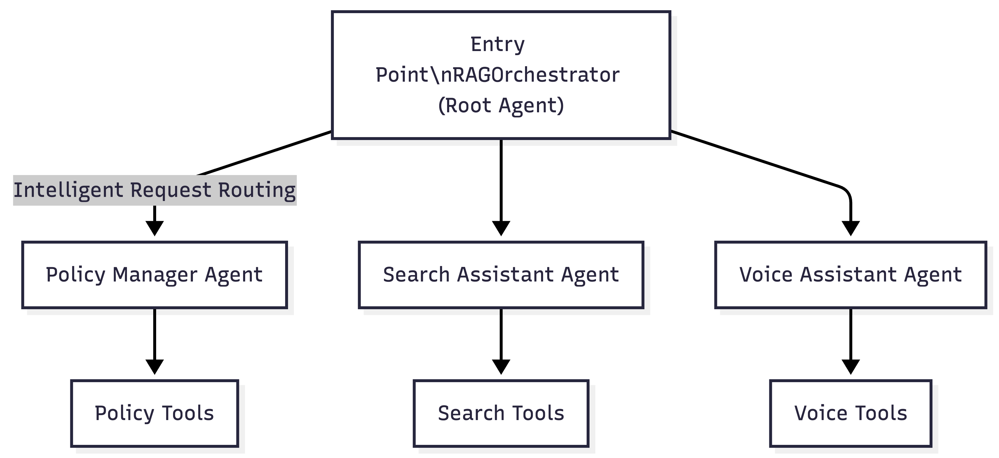 Entry
Point\nRAGOrchestrator
(Root Agent)
Intelligent Request Routing
Policy Manager Agent
Search Assistant Agent
Voice Assistant Agent
Policy Tools
Search Tools
Voice Tools